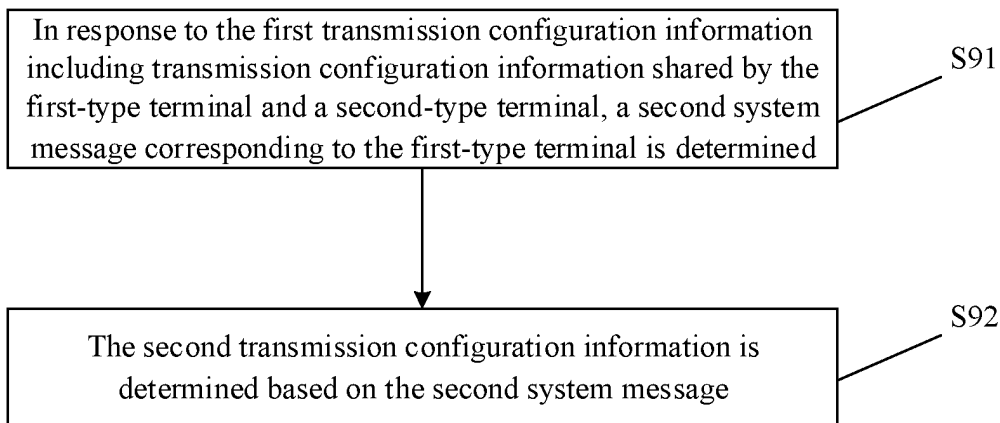 In response to the first transmission configuration information
including transmission configuration information shared by the
first-type terminal and a second-type terminal, a second system
message corresponding to the first-type terminal is determined
S91
The second transmission configuration information is
determined based on the second system message
S92